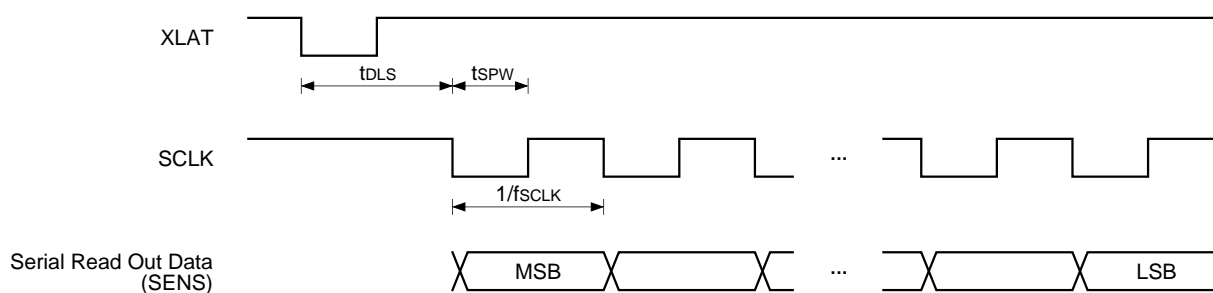 XLAT
tDLS
tSPW
SCLK
...
1/fSCLK
Serial Read Out Data
(SENS)
MSB
...
LSB